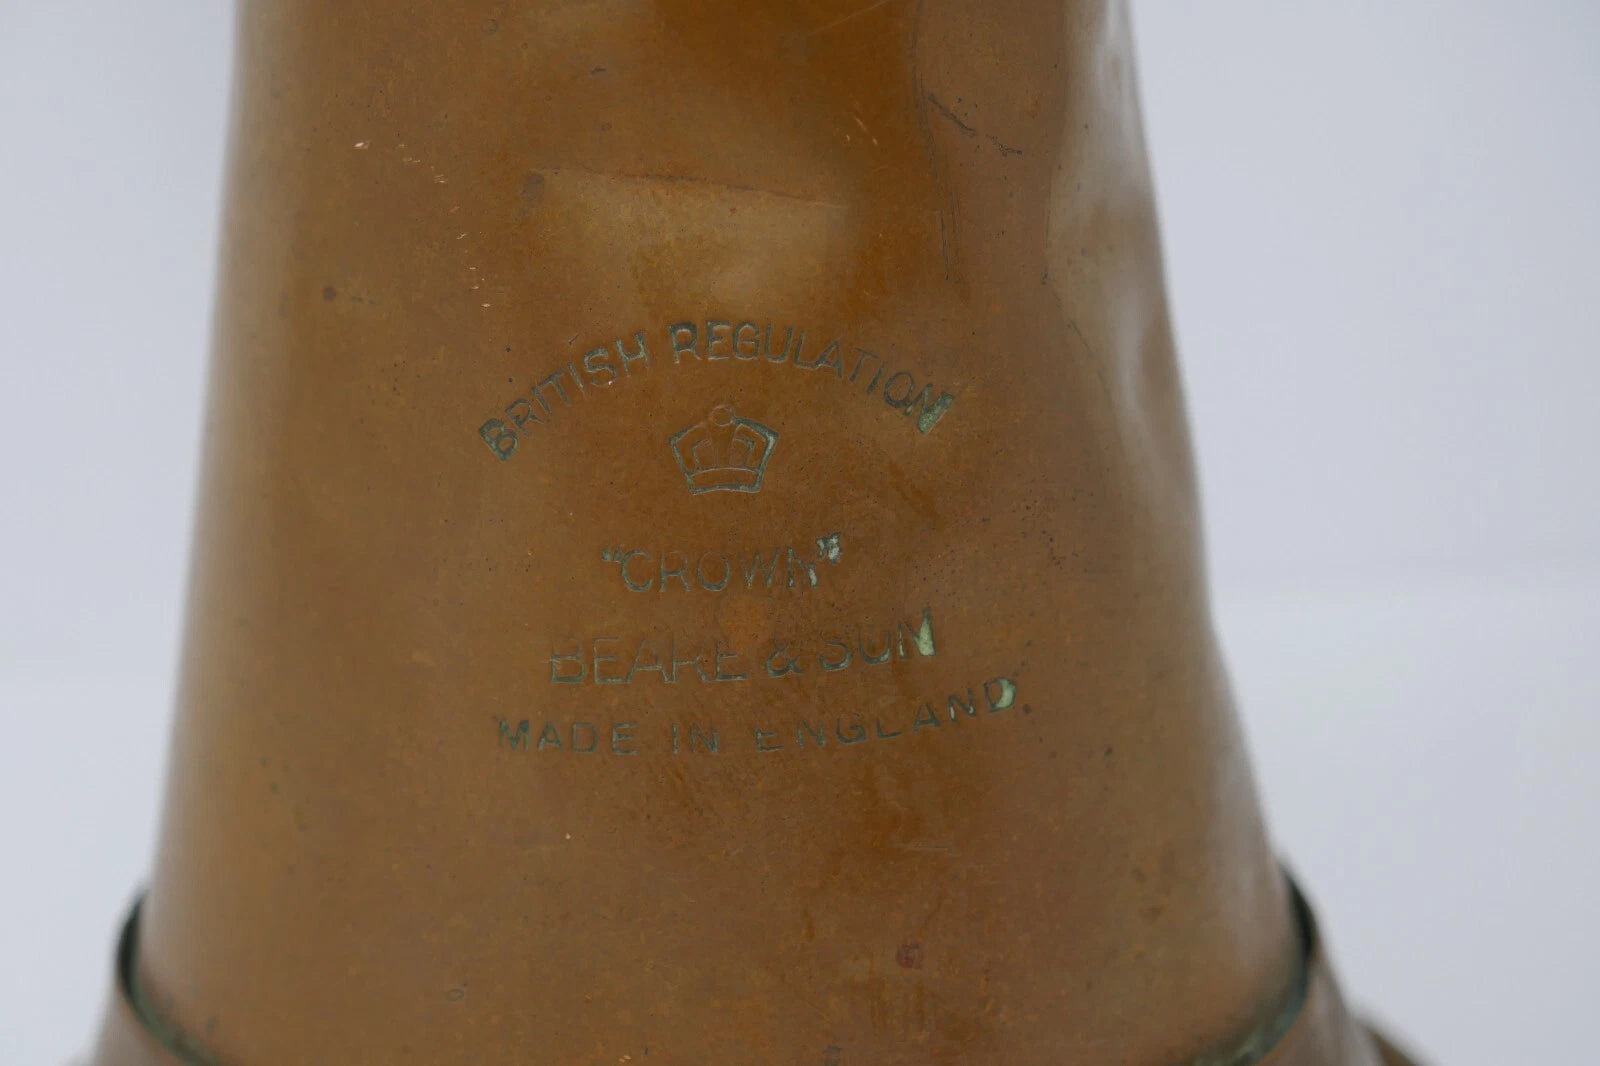 BRITISH REGULATION
"CROWN"
BEARE & SON
MADE IN ENGLAND.